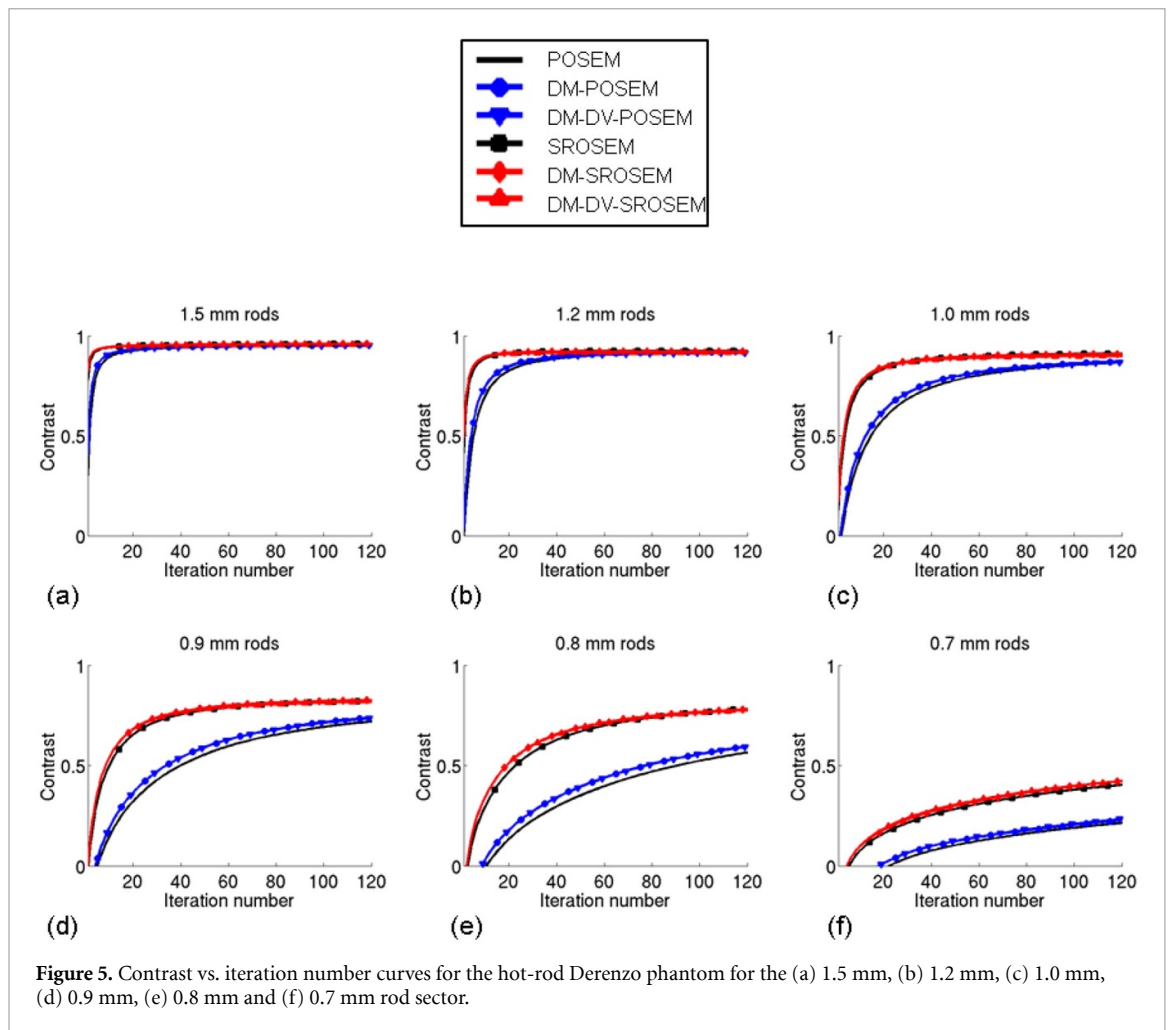 POSEM
DM-POSEM
DM-DV-POSEM
SROSEM
DM-SROSEM
DM-DV-SROSEM
1.5 mm rods
1
0.5
0
Contrast
20 40 60 80 100 120
Iteration number
(a)
1.2 mm rods
1
0.5
0
Contrast
20 40 60 80 100 120
Iteration number
(b)
1.0 mm rods
1
0.5
0
Contrast
20 40 60 80 100 120
Iteration number
(c)
0.9 mm rods
1
0.5
0
Contrast
20 40 60 80 100 120
Iteration number
(d)
0.8 mm rods
1
0.5
0
Contrast
20 40 60 80 100 120
Iteration number
(e)
0.7 mm rods
1
0.5
0
Contrast
20 40 60 80 100 120
Iteration number
(f)
Figure 5. Contrast vs. iteration number curves for the hot-rod Derenzo phantom for the (a) 1.5 mm, (b) 1.2 mm, (c) 1.0 mm,
(d) 0.9 mm, (e) 0.8 mm and (f) 0.7 mm rod sector.